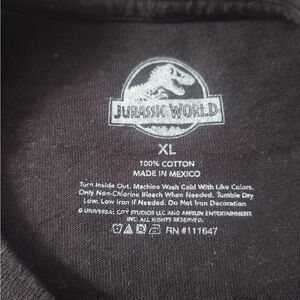 JURASSIC WORLD
XL
100% COTTON
MADE IN MEXICO
Turn Inside Out. Machine Wash Cold With Like Colors.
Only Non-Chlorine Bleach When Needed. Tumble Dry
Low. Low Iron if Needed. Do Not Iron Decoration
© UNIVERSAL CITY STUDIOS LLC AND AMBLIN ENTERTAINMENT,
INC. ALL RIGHTS RESERVED.
RN #111647